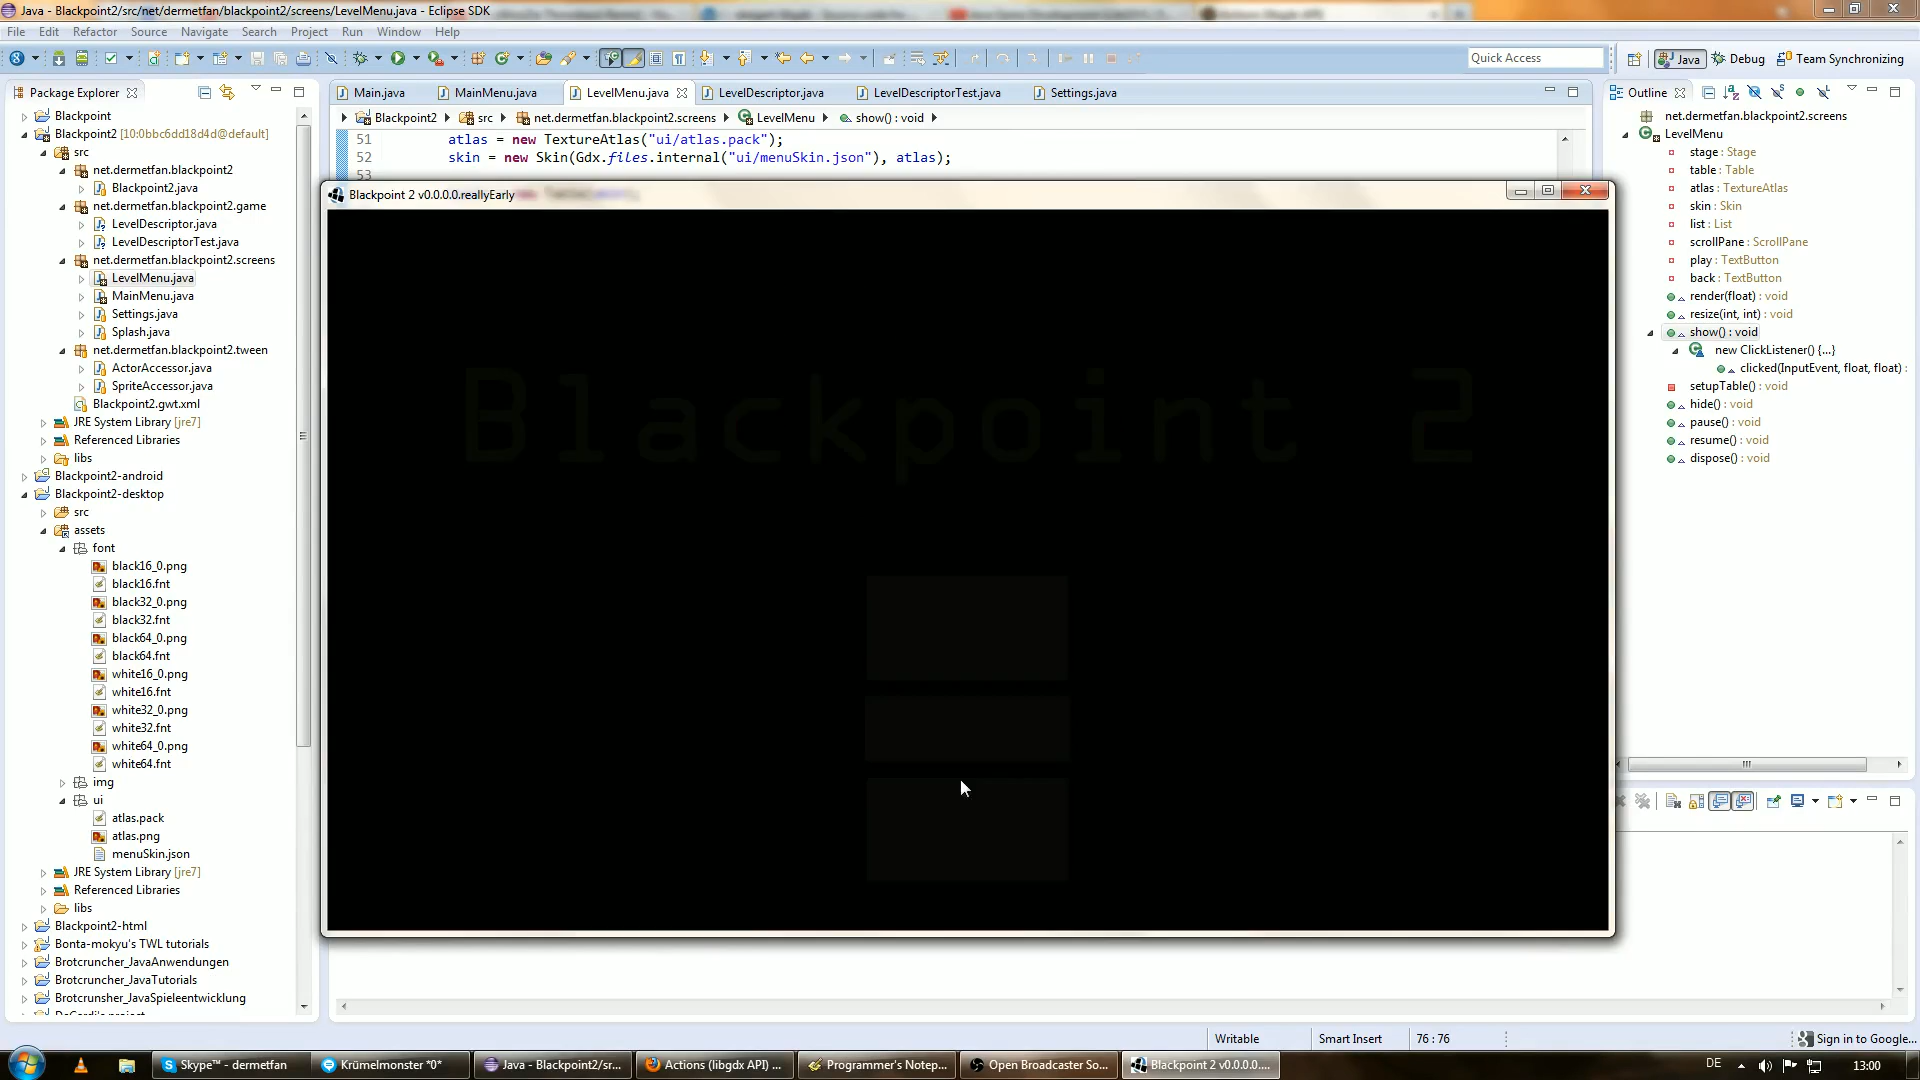 Java - Blackpoint2/src/net/dermetfan/blackpoint2/screens/LevelMenu.java - Eclipse SDK
File Edit Refactor Source Navigate Search Project Run Window Help
Quick Access
Java
Debug
Team Synchronizing
Package Explorer
Blackpoint
Blackpoint2 [10:0bbc6dd18d4d@default]
src
net.dermetfan.blackpoint2
Blackpoint2.java
net.dermetfan.blackpoint2.game
LevelDescriptor.java
LevelDescriptorTest.java
net.dermetfan.blackpoint2.screens
LevelMenu.java
MainMenu.java
Settings.java
Splash.java
net.dermetfan.blackpoint2.tween
ActorAccessor.java
SpriteAccessor.java
Blackpoint2.gwt.xml
JRE System Library [jre7]
Referenced Libraries
libs
Blackpoint2-android
Blackpoint2-desktop
src
assets
font
black16_0.png
black16.fnt
black32_0.png
black32.fnt
black64_0.png
black64.fnt
white16_0.png
white16.fnt
white32_0.png
white32.fnt
white64_0.png
white64.fnt
img
ui
atlas.pack
atlas.png
menuSkin.json
JRE System Library [jre7]
Referenced Libraries
libs
Blackpoint2-html
Bonta-mokyu's TWL tutorials
Brotcruncher_JavaAnwendungen
Brotcruncher_JavaTutorials
Brotcrunsher_JavaSpieleentwicklung
Main.java MainMenu.java LevelMenu.java LevelDescriptor.java LevelDescriptorTest.java Settings.java
Blackpoint2 src net.dermetfan.blackpoint2.screens LevelMenu show() : void
51 atlas = new TextureAtlas("ui/atlas.pack");
52 skin = new Skin(Gdx.files.internal("ui/menuSkin.json"), atlas);
53
Blackpoint 2 v0.0.0.0.reallyEarly
Blackpoint 2
Outline
net.dermetfan.blackpoint2.screens
LevelMenu
stage : Stage
table : Table
atlas : TextureAtlas
skin : Skin
list : List
scrollPane : ScrollPane
play : TextButton
back : TextButton
render(float) : void
resize(int, int) : void
show() : void
new ClickListener() {...}
clicked(InputEvent, float, float) :
setupTable() : void
hide() : void
pause() : void
resume() : void
dispose() : void
Writable
Smart Insert
76 : 76
Sign in to Google...
Skype™ - dermetfan
Krümelmonster *0*
Java - Blackpoint2/sr...
Actions (libgdx API) ...
Programmer's Notep...
Open Broadcaster So...
Blackpoint 2 v0.0.0.0....
DE
13:00